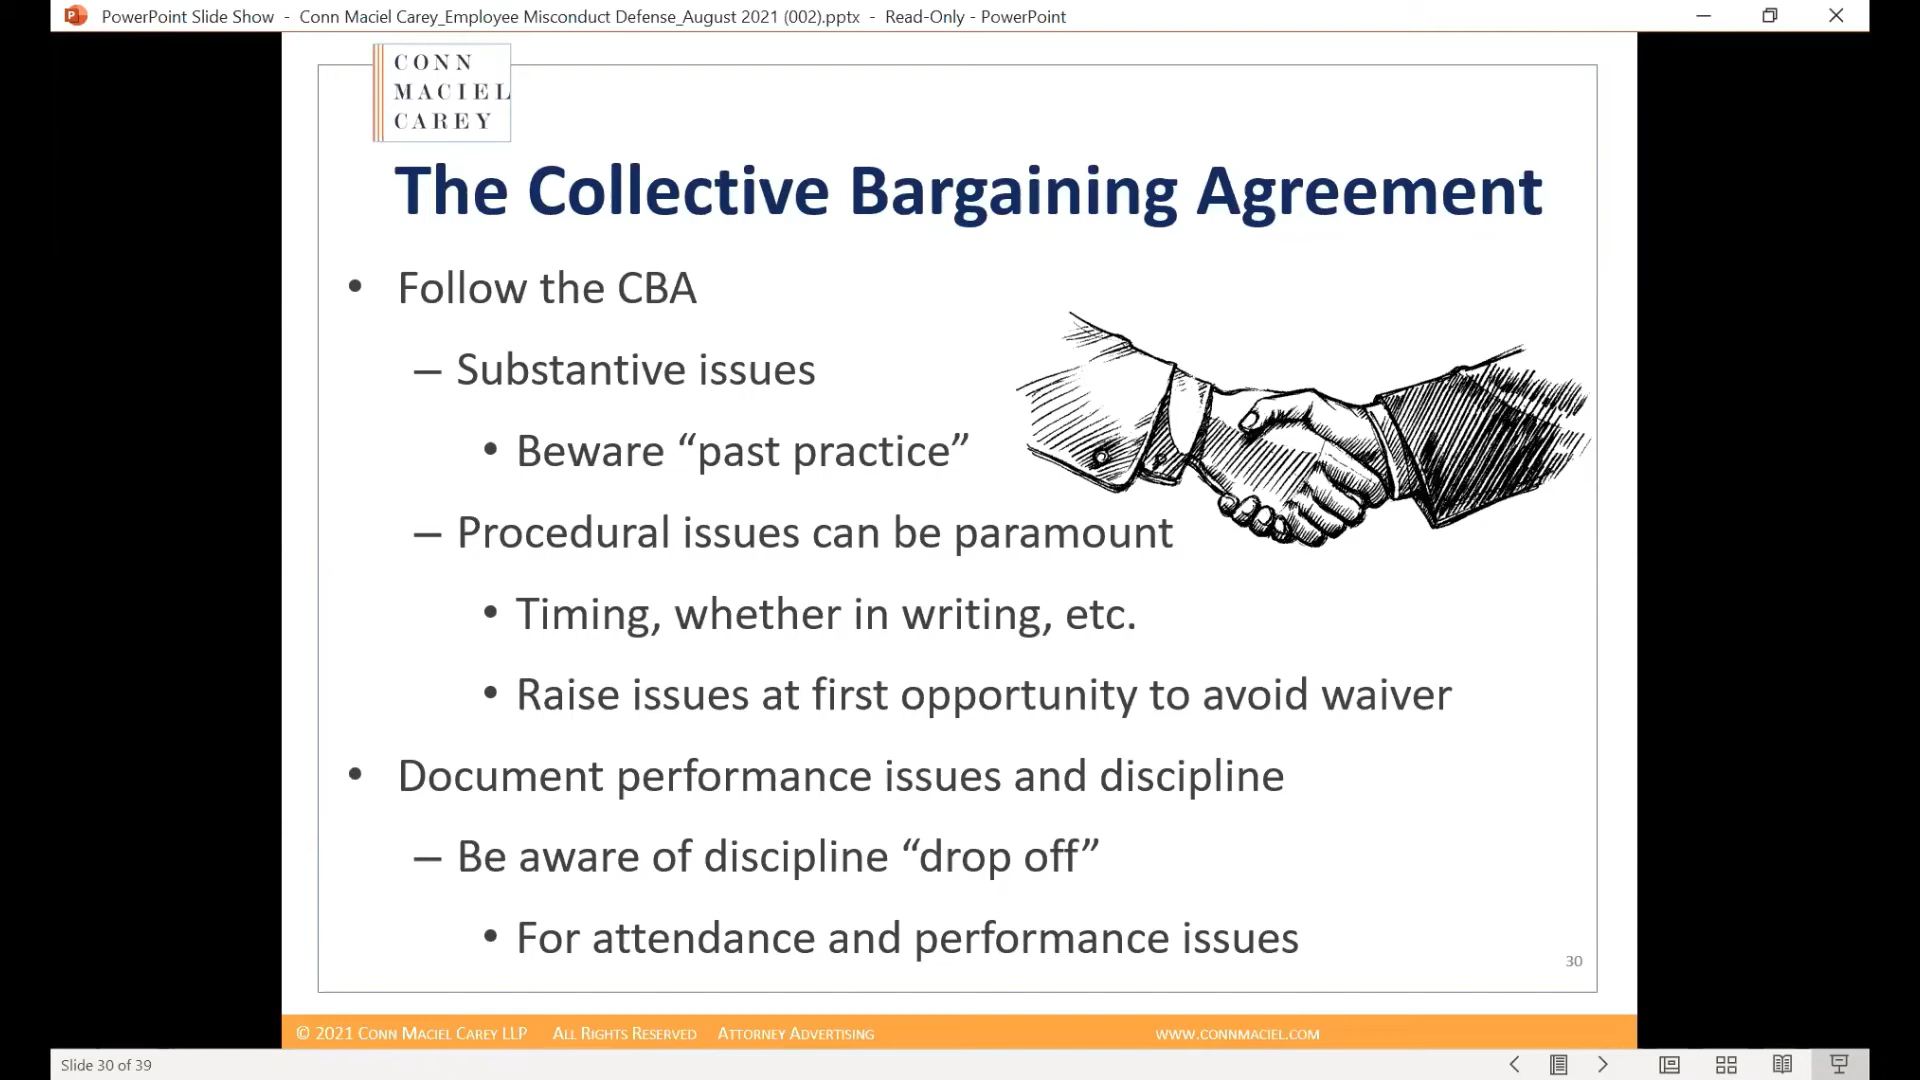 PowerPoint Slide Show - Conn Maciel Carey_Employee Misconduct Defense_August 2021 (002).pptx - Read-Only - PowerPoint
CONN
MACIEL
CAREY
The Collective Bargaining Agreement
• Follow the CBA
– Substantive issues
• Beware “past practice”
– Procedural issues can be paramount
• Timing, whether in writing, etc.
• Raise issues at first opportunity to avoid waiver
• Document performance issues and discipline
– Be aware of discipline “drop off”
• For attendance and performance issues
30
© 2021 CONN MACIEL CAREY LLP ALL RIGHTS RESERVED ATTORNEY ADVERTISING WWW.CONNMACIEL.COM
Slide 30 of 39